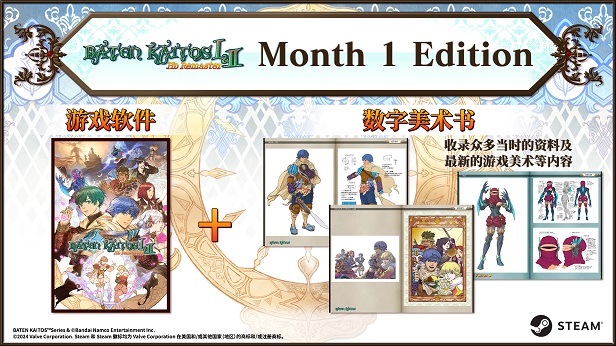 BATEN KAITOS I & II
HD Remaster
Month 1 Edition
游戏软件
数字美术书
收录众多当时的资料及
最新的游戏美术等内容
+
BATEN KAITOS I & II
HD Remaster
BATEN KAITOS™Series & ©Bandai Namco Entertainment Inc.
©2024 Valve Corporation. Steam 和 Steam 徽标均为 Valve Corporation 在美国和/或其他国家（地区）的商标和/或注册商标。
STEAM®